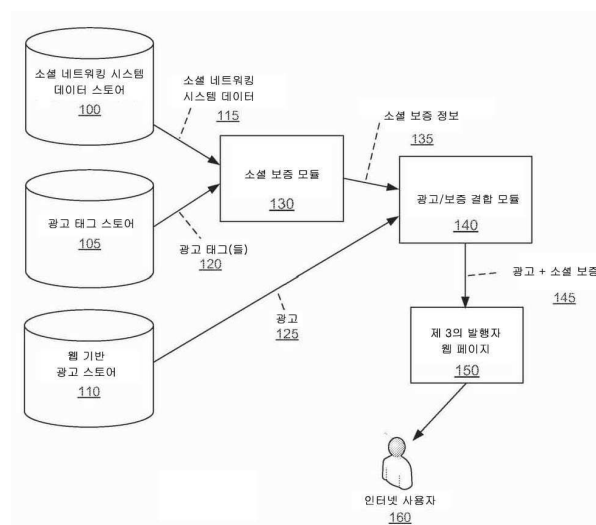 소셜 네트워킹 시스템
데이터 스토어
100
소셜 네트워킹
시스템 데이터
115
소셜 보증 정보
135
소셜 보증 모듈
130
광고/보증 결합 모듈
140
광고 태그 스토어
105
광고 태그(들)
120
광고 + 소셜 보증
145
광고
125
웹 기반
광고 스토어
110
제 3의 발행자
웹 페이지
150
인터넷 사용자
160